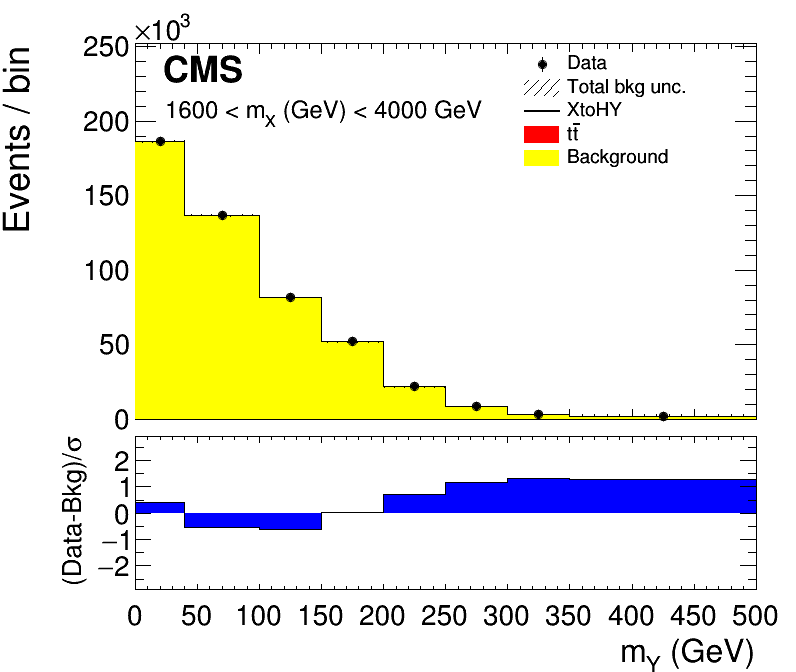 ×10³
Events / bin
250
200
150
100
50
0
CMS
1600 < m_X (GeV) < 4000 GeV
Data
Total bkg unc.
XtoHY
tt̄
Background
(Data-Bkg)/σ
2
1
0
−1
−2
0 50 100 150 200 250 300 350 400 450 500
m_Y (GeV)